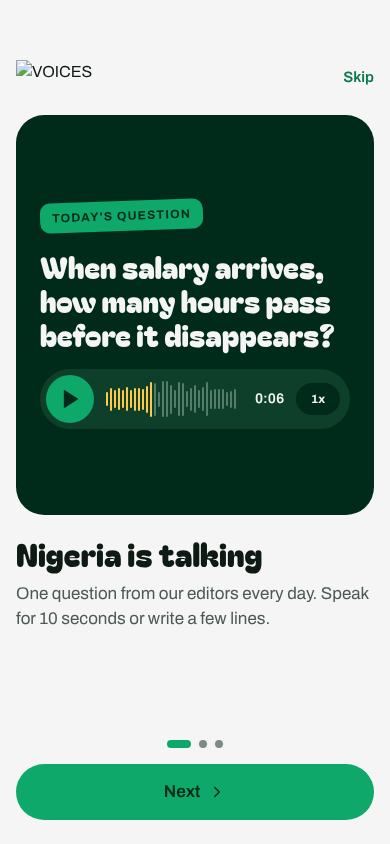 VOICES
Skip
TODAY'S QUESTION
When salary arrives,
how many hours pass
before it disappears?
0:06
1x
Nigeria is talking
One question from our editors every day. Speak
for 10 seconds or write a few lines.
Next